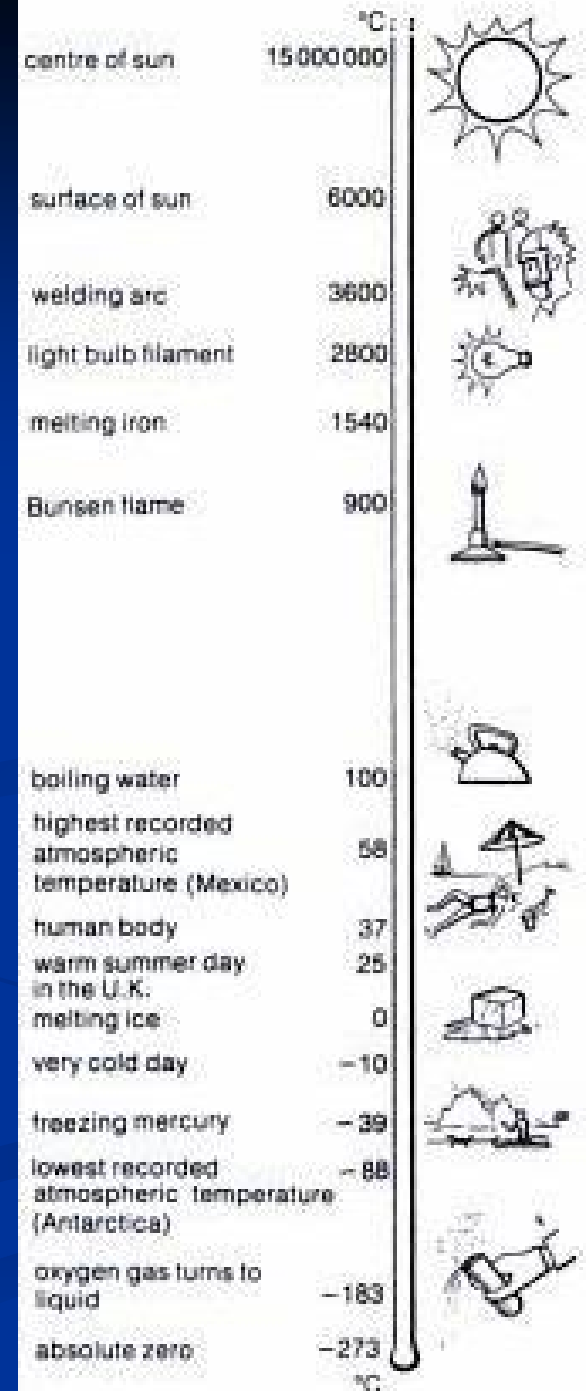 °C
centre of sun 15000000
surface of sun 6000
welding arc 3600
light bulb filament 2800
melting iron 1540
Bunsen flame 900
boiling water 100
highest recorded
atmospheric 58
temperature (Mexico)
human body 37
warm summer day 25
in the U.K.
melting ice 0
very cold day -10
freezing mercury -39
lowest recorded -88
atmospheric temperature
(Antarctica)
oxygen gas turns to
liquid -183
absolute zero -273
°C